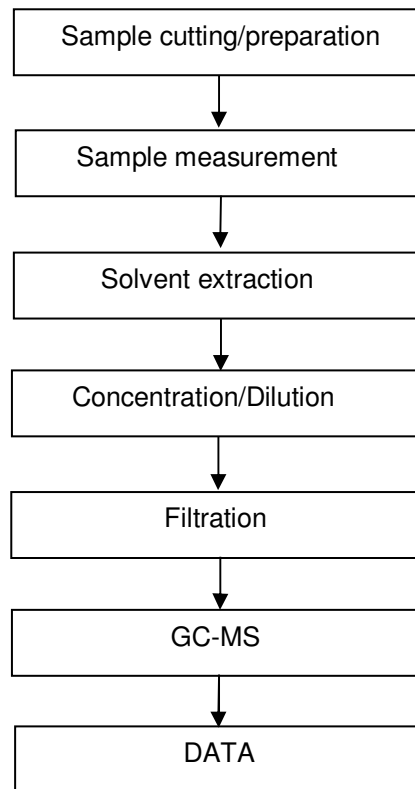 Sample cutting/preparation
Sample measurement
Solvent extraction
Concentration/Dilution
Filtration
GC-MS
DATA